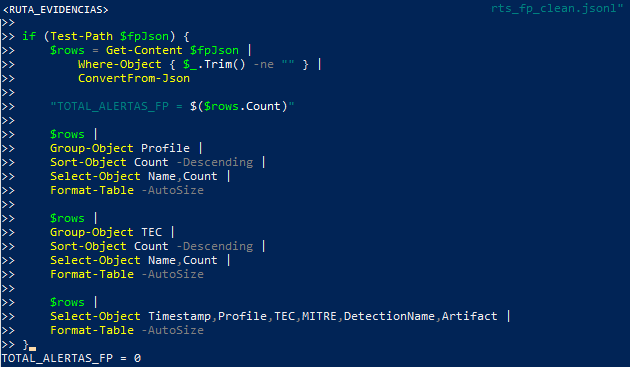 <RUTA_EVIDENCIAS> rts_fp_clean.jsonl"
>>
>> if (Test-Path $fpJson) {
>>     $rows = Get-Content $fpJson |
>>         Where-Object { $_.Trim() -ne "" } |
>>         ConvertFrom-Json
>>
>>     "TOTAL_ALERTAS_FP = $($rows.Count)"
>>
>>     $rows |
>>     Group-Object Profile |
>>     Sort-Object Count -Descending |
>>     Select-Object Name,Count |
>>     Format-Table -AutoSize
>>
>>     $rows |
>>     Group-Object TEC |
>>     Sort-Object Count -Descending |
>>     Select-Object Name,Count |
>>     Format-Table -AutoSize
>>
>>     $rows |
>>     Select-Object Timestamp,Profile,TEC,MITRE,DetectionName,Artifact |
>>     Format-Table -AutoSize
>> }
TOTAL_ALERTAS_FP = 0